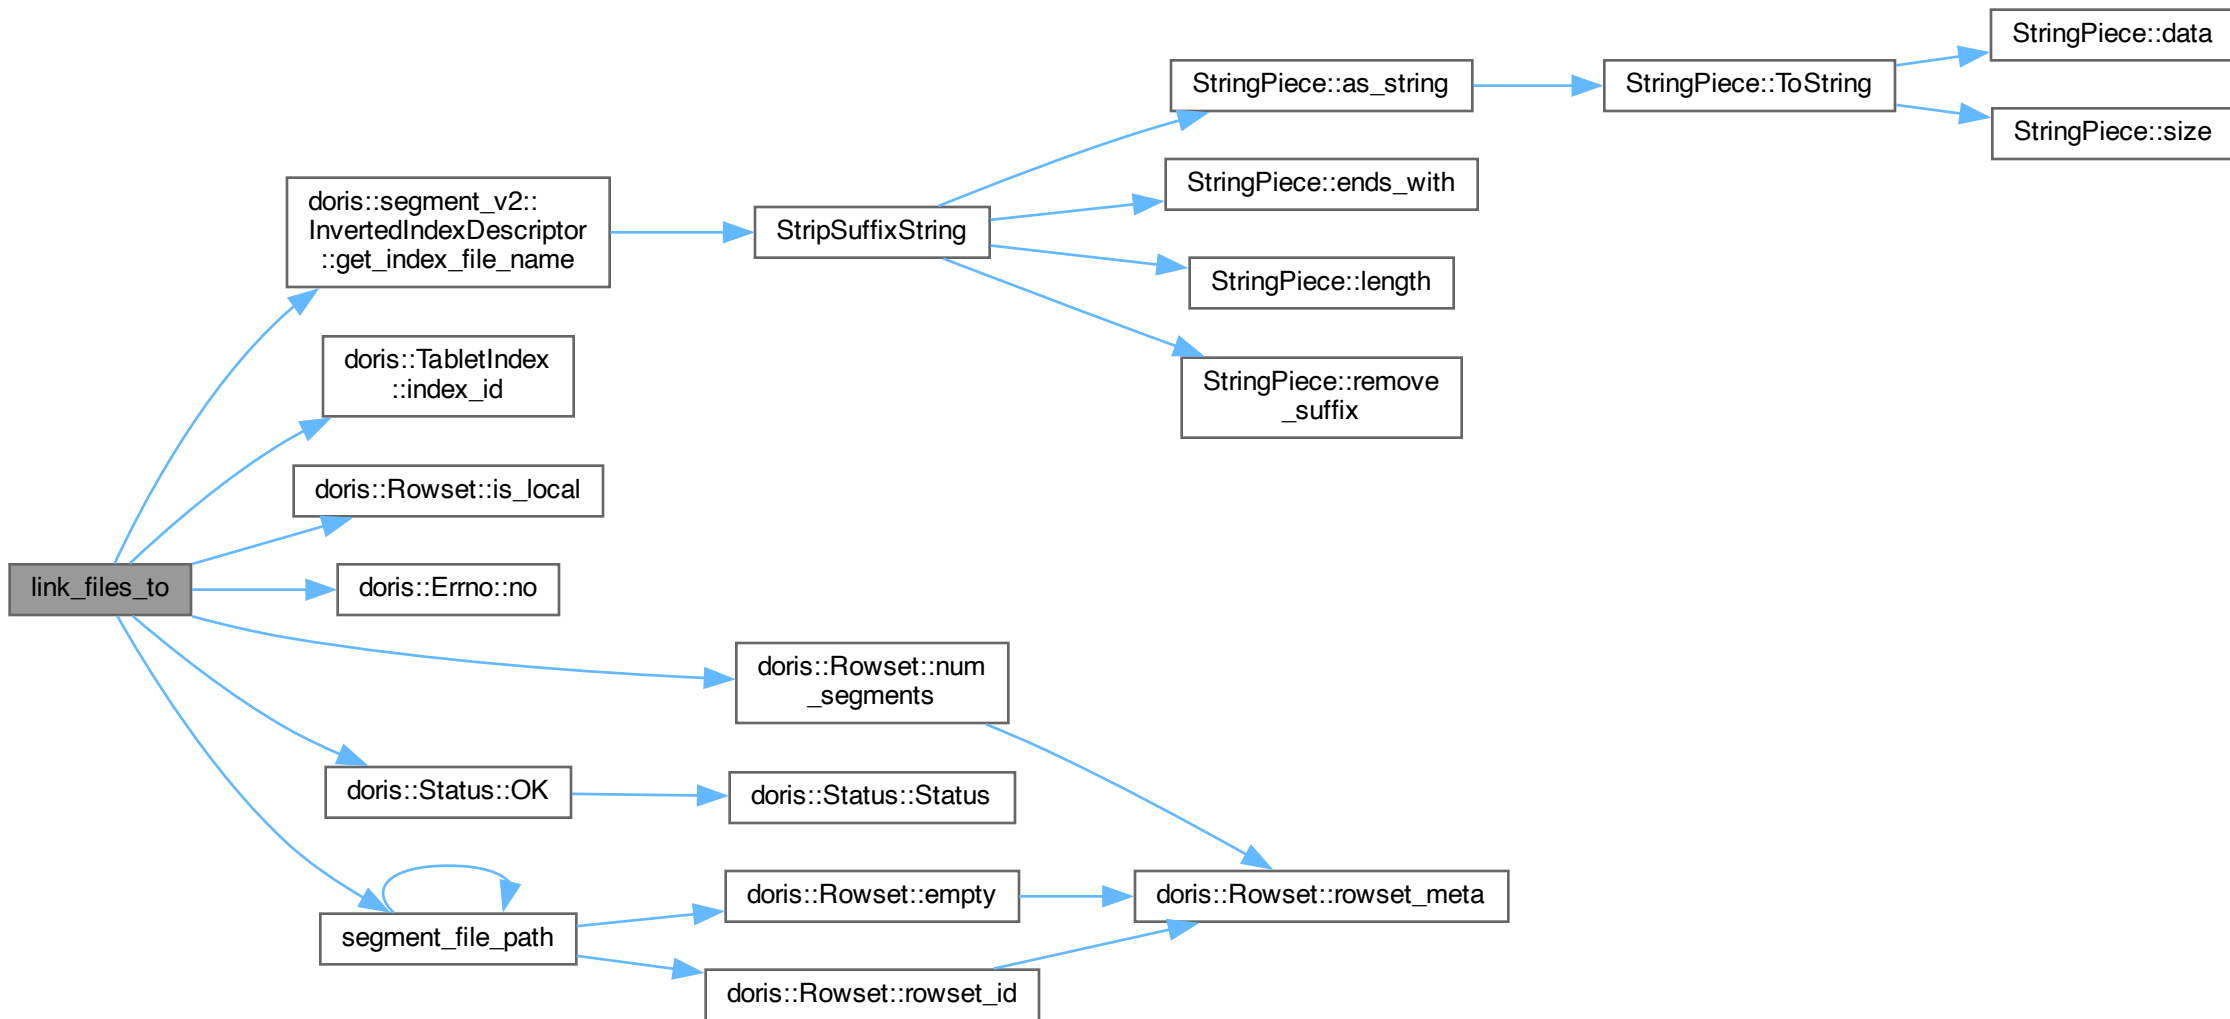 link_files_to
doris::segment_v2::
InvertedIndexDescriptor
::get_index_file_name
doris::TabletIndex
::index_id
doris::Rowset::is_local
doris::Errno::no
doris::Rowset::num
_segments
doris::Status::OK
doris::Status::Status
segment_file_path
doris::Rowset::empty
doris::Rowset::rowset_id
doris::Rowset::rowset_meta
StripSuffixString
StringPiece::as_string
StringPiece::ends_with
StringPiece::length
StringPiece::remove
_suffix
StringPiece::ToString
StringPiece::data
StringPiece::size